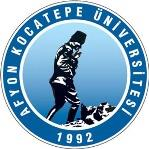 AFYON KOCATEPE ÜNİVERSİTESİ
1992